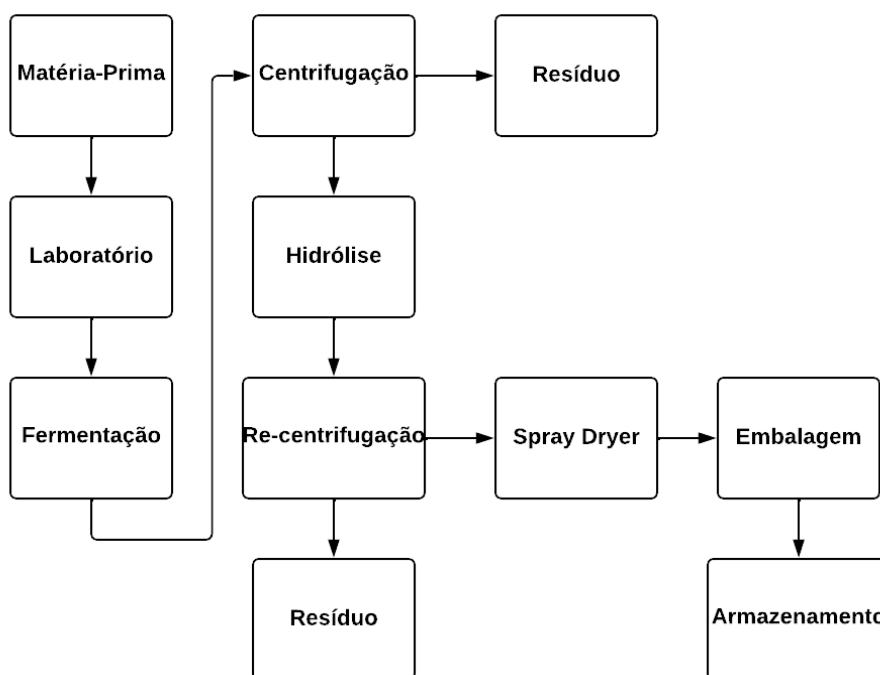 Matéria-Prima
Centrifugação
Resíduo
Laboratório
Hidrólise
Fermentação
Re-centrifugação
Spray Dryer
Embalagem
Resíduo
Armazenamento